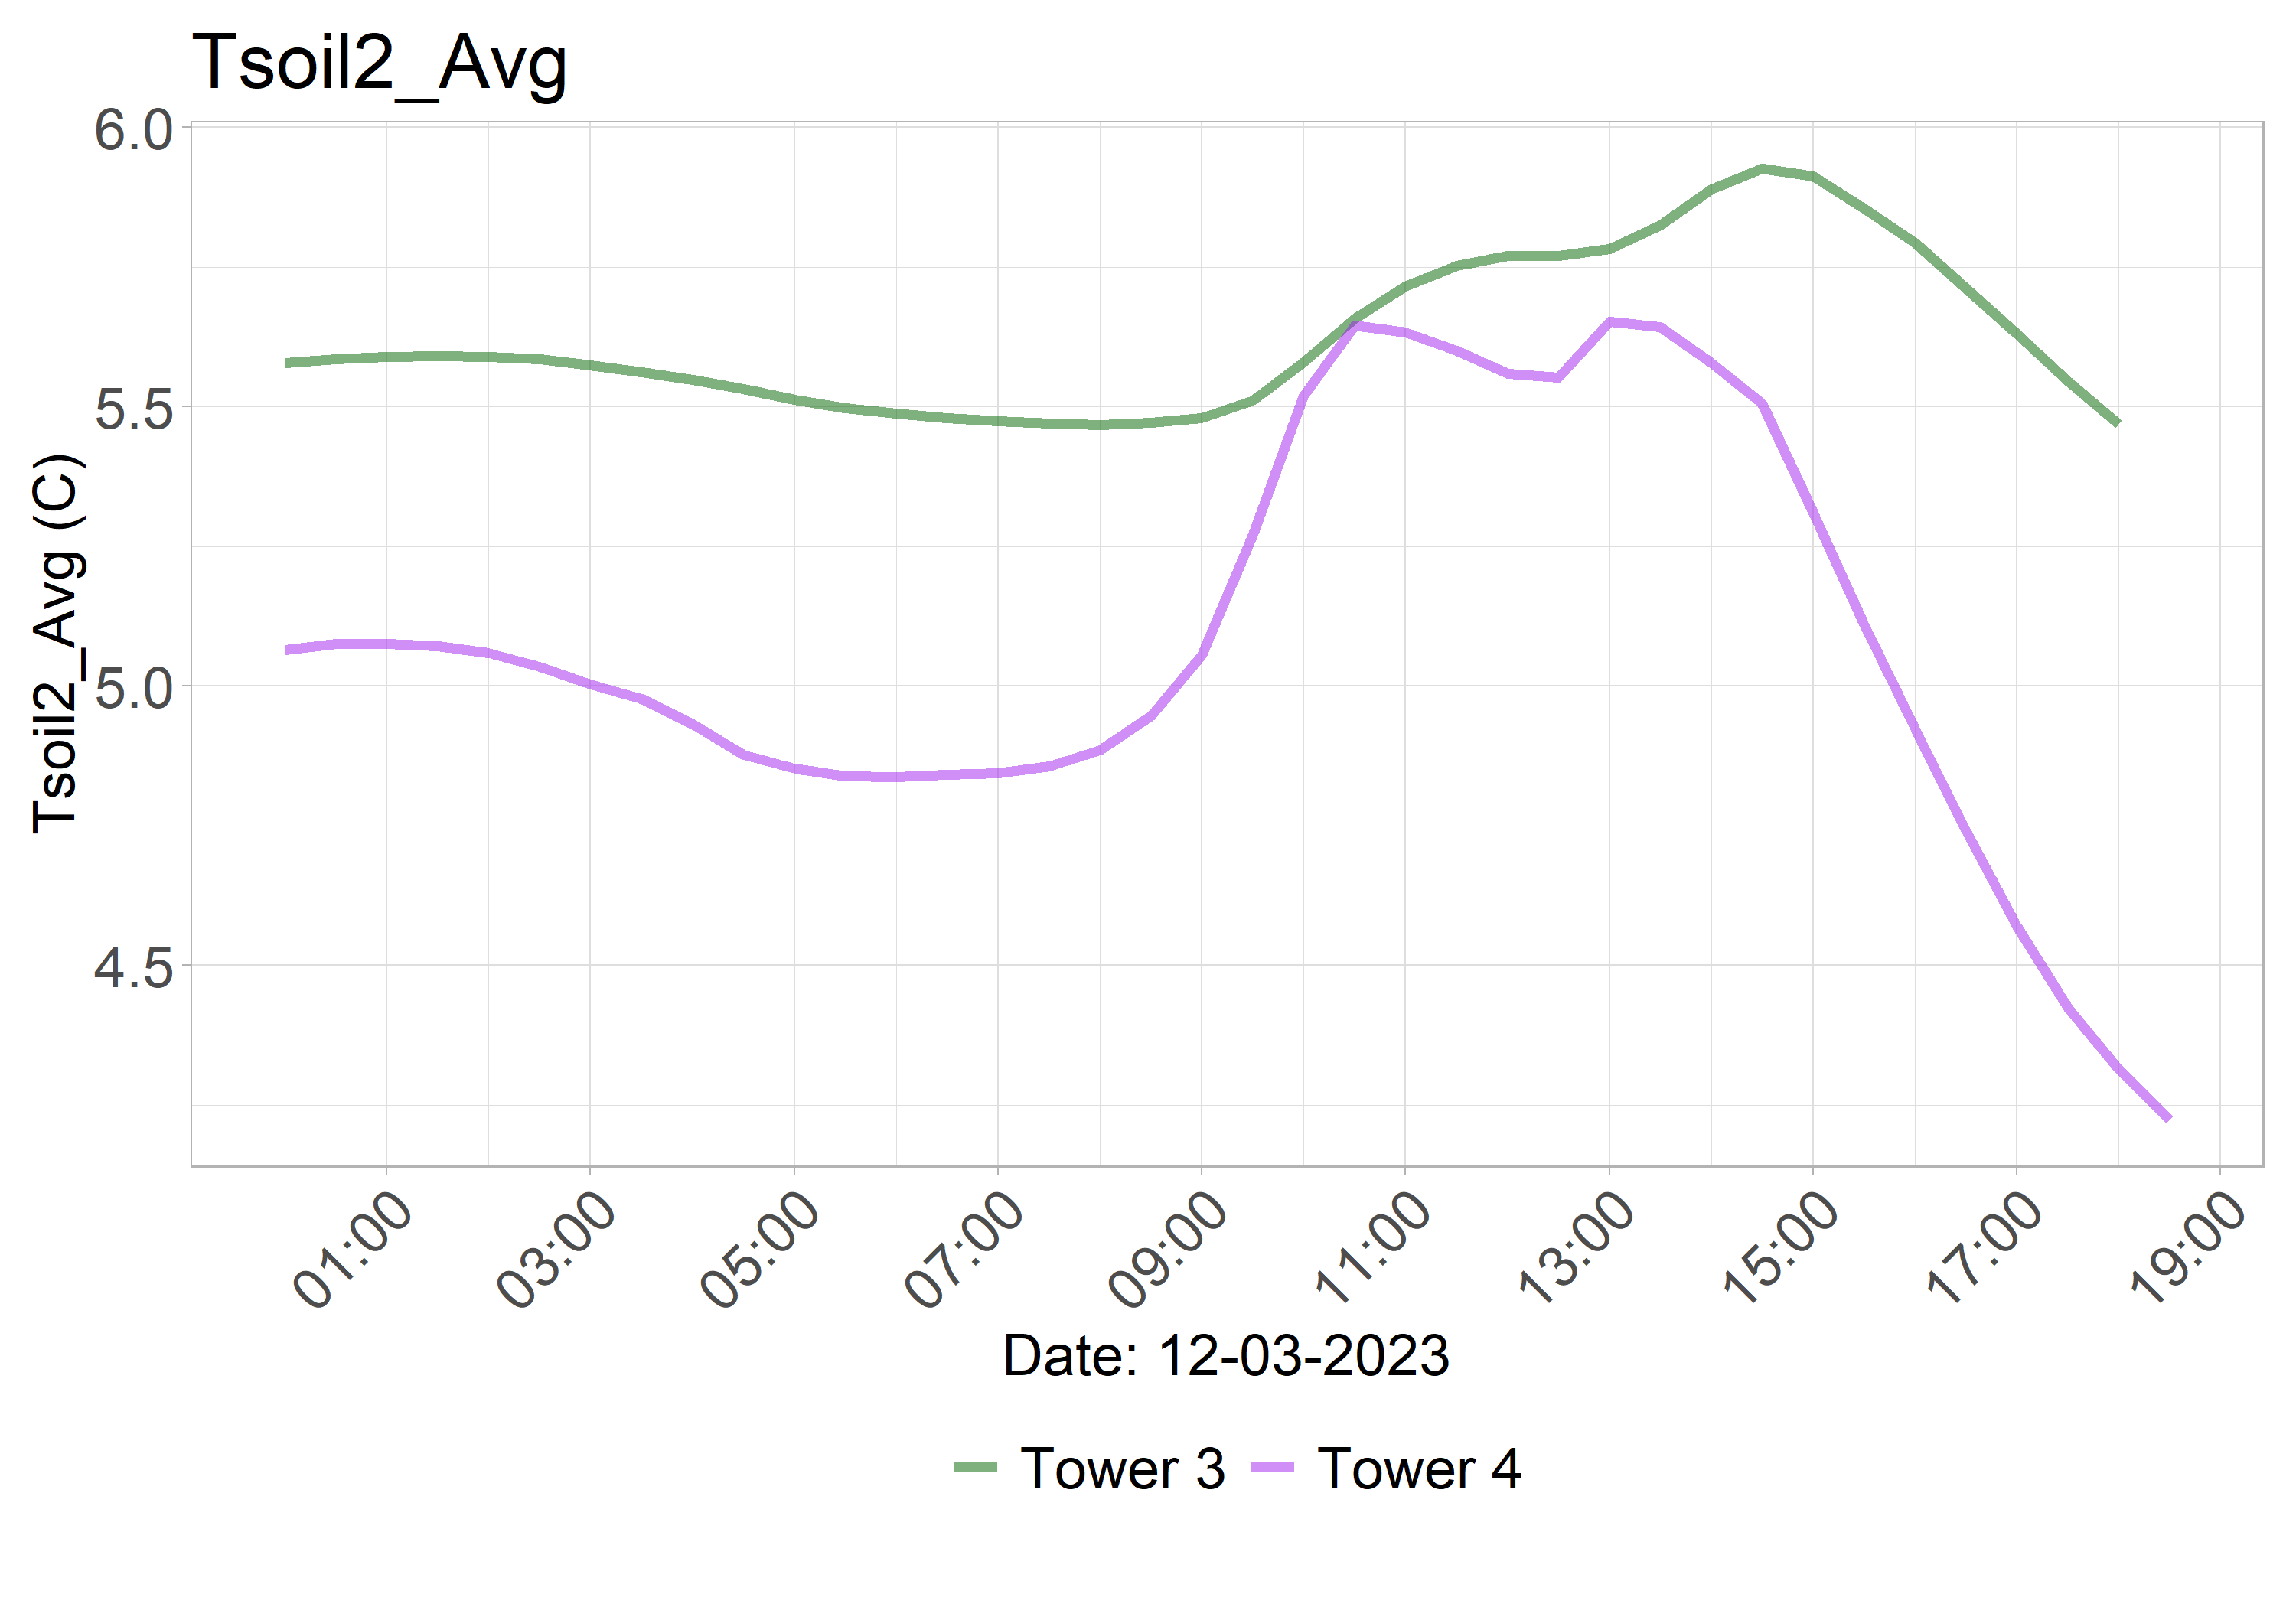 Tsoil2_Avg
Tsoil2_Avg (C)
6.0
5.5
5.0
4.5
01:00 03:00 05:00 07:00 09:00 11:00 13:00 15:00 17:00 19:00
Date: 12-03-2023
Tower 3 Tower 4